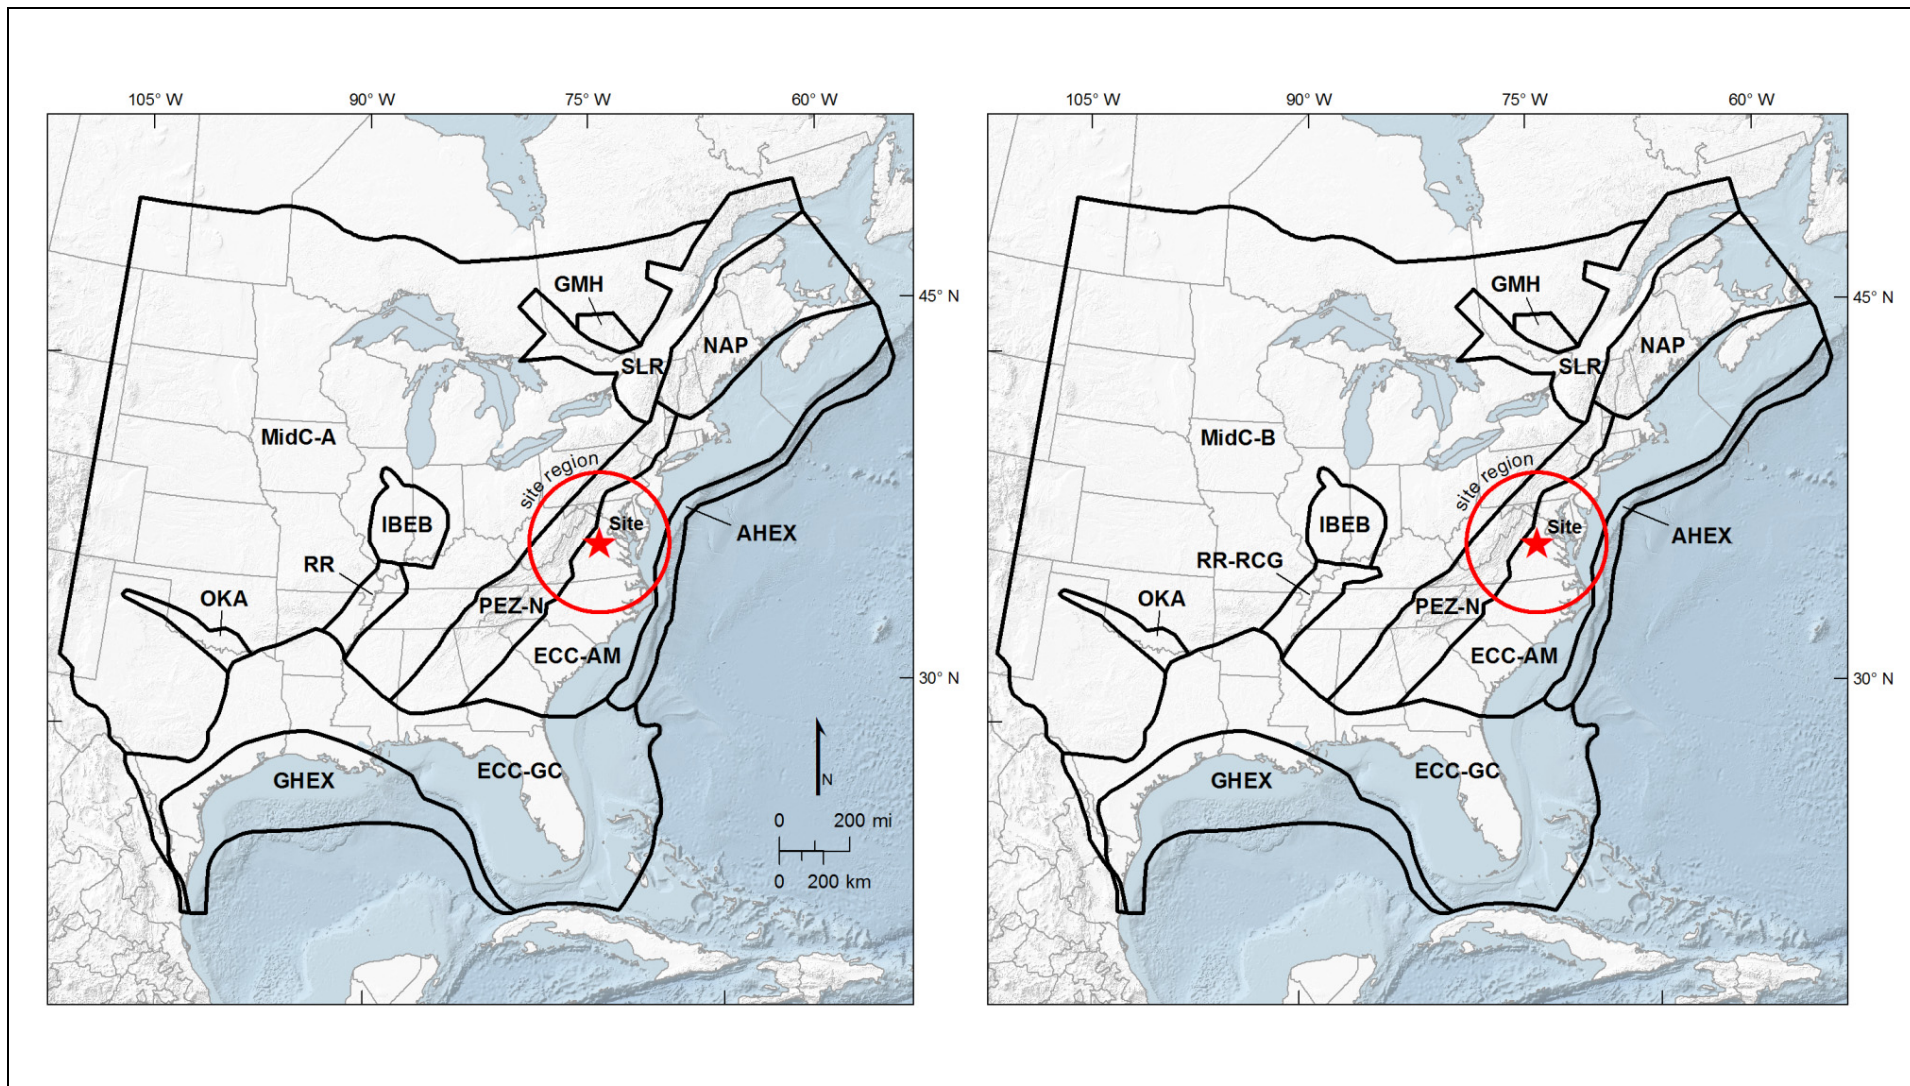 105° W
90° W
75° W
60° W
GMH
45° N
NAP
SLR
MidC-A
site region
IBEB
Site
AHEX
RR
OKA
PEZ-N
ECC-AM
30° N
ECC-GC
GHEX
N
0 200 mi
0 200 km
105° W
90° W
75° W
60° W
GMH
45° N
NAP
SLR
MidC-B
site region
IBEB
Site
AHEX
RR-RCG
OKA
PEZ-N
ECC-AM
30° N
ECC-GC
GHEX